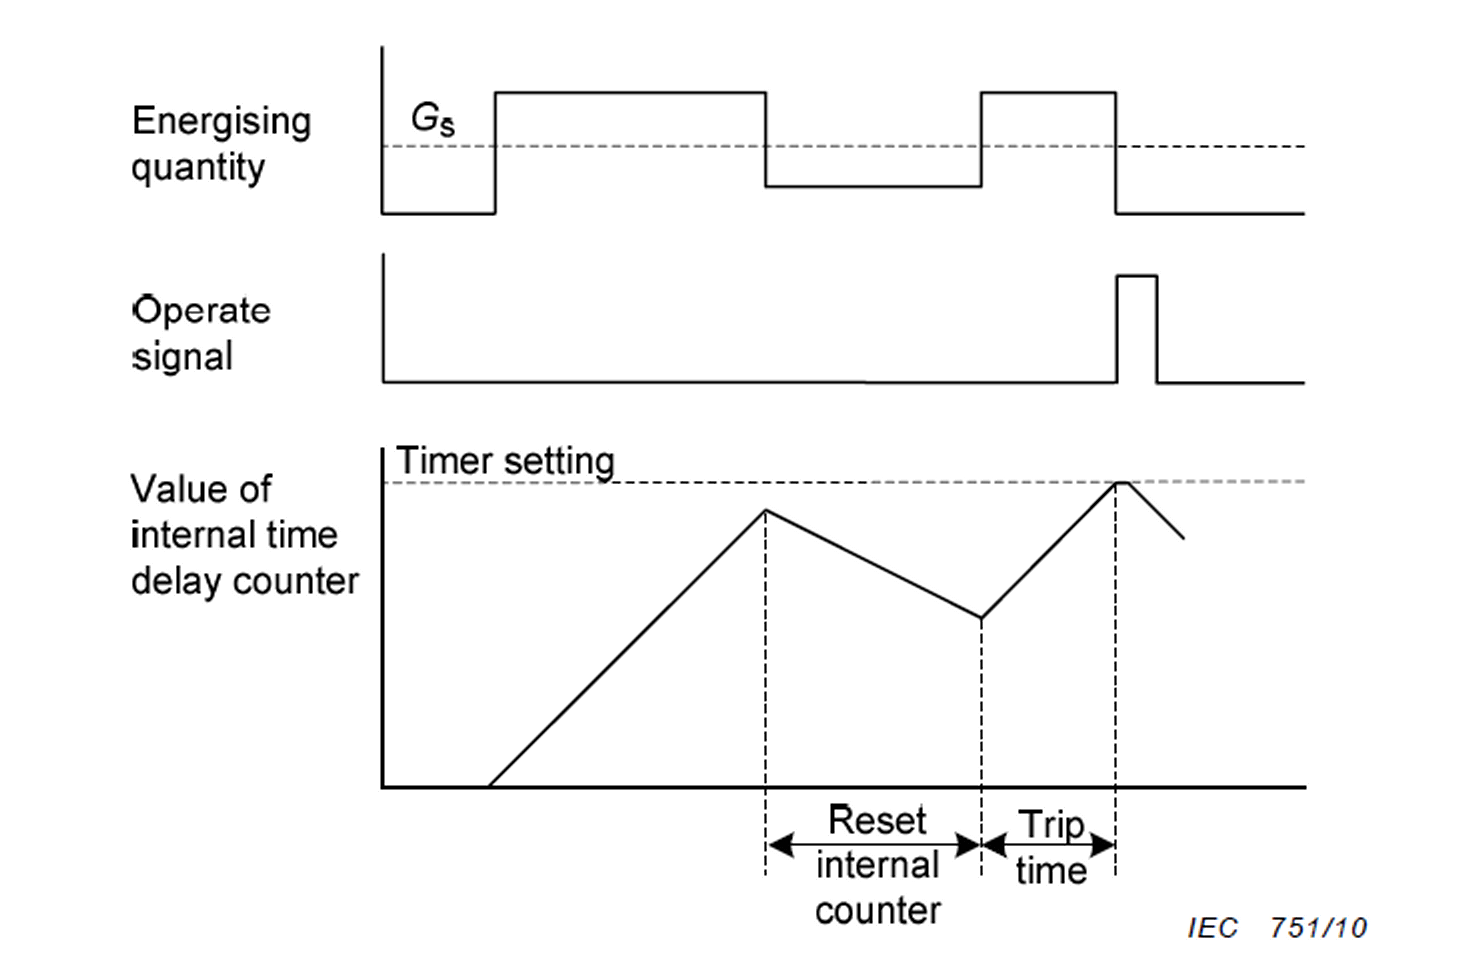 Energising
quantity
Gs
Operate
signal
Timer setting
Value of
internal time
delay counter
Reset
internal
counter
Trip
time
IEC 751/10